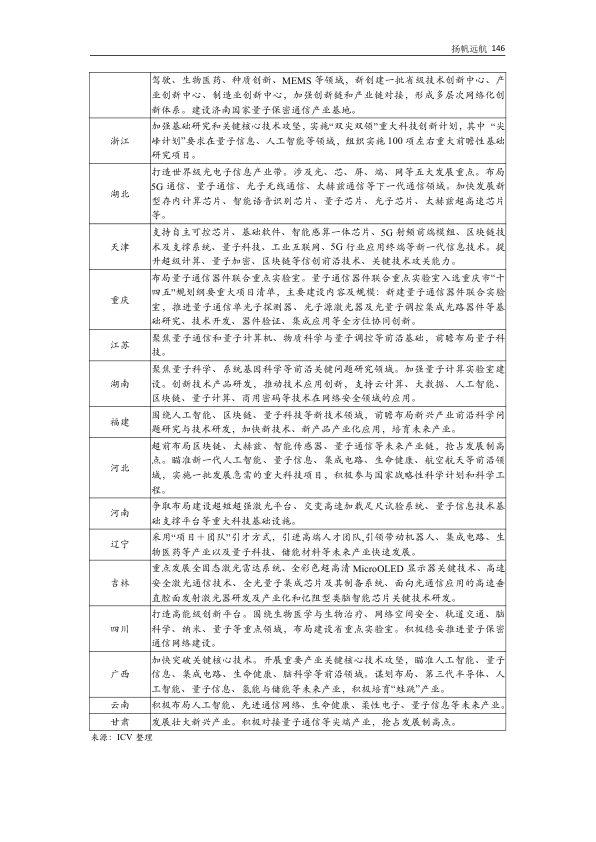 扬帆远航 146
驾驶、生物医药、种质创新、MEMS 等领域，新创建一批省级技术创新中心、产
业创新中心、制造业创新中心，加强创新链和产业链对接，形成多层次网络化创
新体系。建设济南国家量子保密通信产业基地。
浙江
加强基础研究和关键核心技术攻坚，实施“双尖双领”重大科技创新计划，其中 “尖
峰计划”要求在量子信息、人工智能等领域，组织实施 100 项左右重大前瞻性基础
研究项目。
湖北
打造世界级光电子信息产业带。涉及光、芯、屏、端、网等五大发展重点。布局
5G 通信、量子通信、光子无线通信、太赫兹通信等下一代通信领域。加快发展新
型存内计算芯片、智能语音识别芯片、量子芯片、光子芯片、太赫兹超高速芯片
等。
天津
支持自主可控芯片、基础软件、智能感算一体芯片、5G 射频前端模组、区块链技
术及支撑系统、量子科技、工业互联网、5G 行业应用终端等新一代信息技术。提
升超级计算、量子加密、区块链等信创前沿技术、关键技术攻关能力。
重庆
布局量子通信器件联合重点实验室。量子通信器件联合重点实验室入选重庆市“十
四五”规划纲要重大项目清单，主要建设内容及规模：新建量子通信器件联合实验
室，推进量子通信单光子探测器、光子源激光器及光量子调控集成光路器件等基
础研究、技术开发、器件验证、集成应用等全方位协同创新。
江苏
聚焦量子通信和量子计算机、物质科学与量子调控等前沿基础，前瞻布局量子科
技。
湖南
聚焦量子科学、系统基因科学等前沿关键问题研究领域。加强量子计算实验室建
设。创新技术产品研发，推动技术应用创新，支持云计算、大数据、人工智能、
区块链、量子计算、商用密码等技术在网络安全领域的应用。
福建
围绕人工智能、区块链、量子科技等新技术领域，前瞻布局新兴产业前沿科学问
题研究与技术研发，加快新技术、新产品产业化应用，培育未来产业。
河北
超前布局区块链、太赫兹、智能传感器、量子通信等未来产业链，抢占发展制高
点。瞄准新一代人工智能、量子信息、集成电路、生命健康、航空航天等前沿领
域，实施一批发展急需的重大科技项目，积极参与国家战略性科学计划和科学工
程。
河南
争取布局建设超短超强激光平台、交变高速加载足尺试验系统、量子信息技术基
础支撑平台等重大科技基础设施。
辽宁
采用“项目＋团队”引才方式，引进高端人才团队,引领带动机器人、集成电路、生
物医药等产业以及量子科技、储能材料等未来产业快速发展。
吉林
重点发展全固态激光雷达系统、全彩色超高清 MicroOLED 显示器关键技术、高速
安全激光通信技术、全光量子集成芯片及其制备系统、面向光通信应用的高速垂
直腔面发射激光器研发及产业化和忆阻型类脑智能芯片关键技术研发。
四川
打造高能级创新平台。围绕生物医学与生物治疗、网络空间安全、轨道交通、脑
科学、纳米、量子等重点领域，布局建设省重点实验室。积极稳妥推进量子保密
通信网络建设。
广西
加快突破关键核心技术。开展重要产业关键核心技术攻坚，瞄准人工智能、量子
信息、集成电路、生命健康、脑科学等前沿领域。谋划布局、第三代半导体、人
工智能、量子信息、氢能与储能等未来产业，积极培育“蛙跳”产业。
云南
积极布局人工智能、先进通信网络、生命健康、柔性电子、量子信息等未来产业。
甘肃
发展壮大新兴产业。积极对接量子通信等尖端产业，抢占发展制高点。
来源：ICV 整理